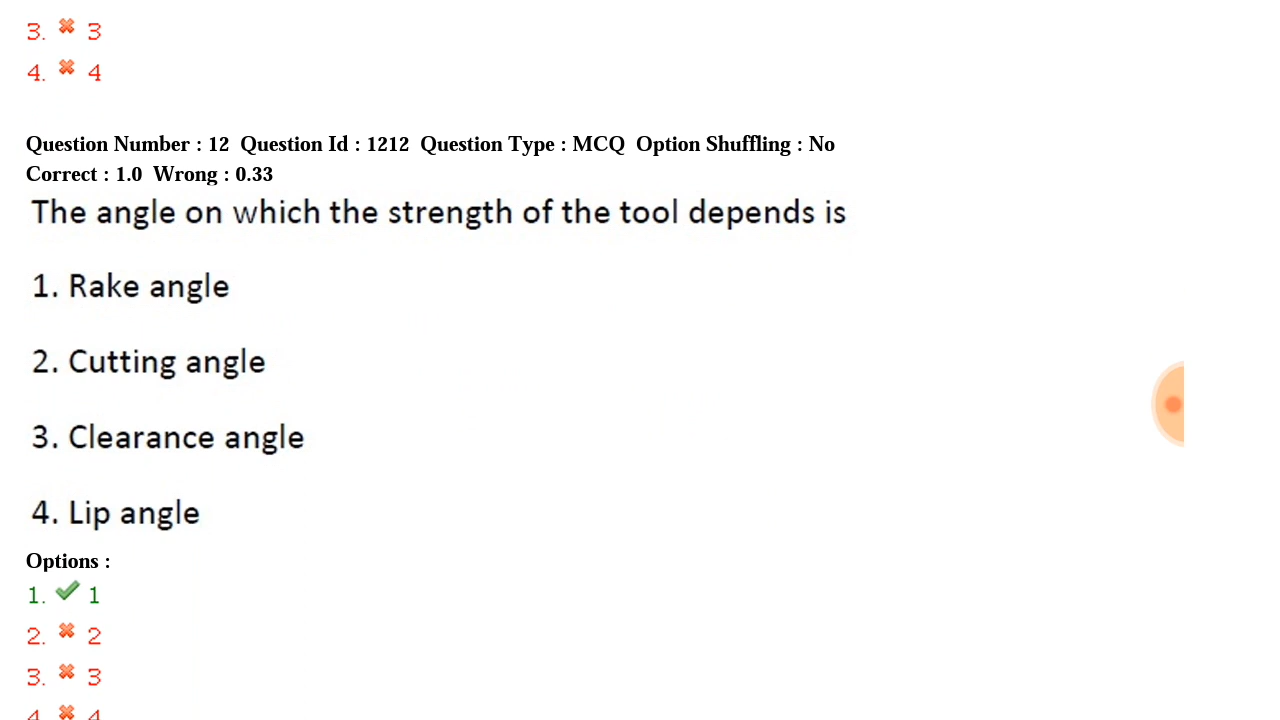 3. 3
4. 4
Question Number : 12 Question Id : 1212 Question Type : MCQ Option Shuffling : No
Correct : 1.0 Wrong : 0.33
The angle on which the strength of the tool depends is
1. Rake angle
2. Cutting angle
3. Clearance angle
4. Lip angle
Options :
1. 1
2. 2
3. 3
4. 4